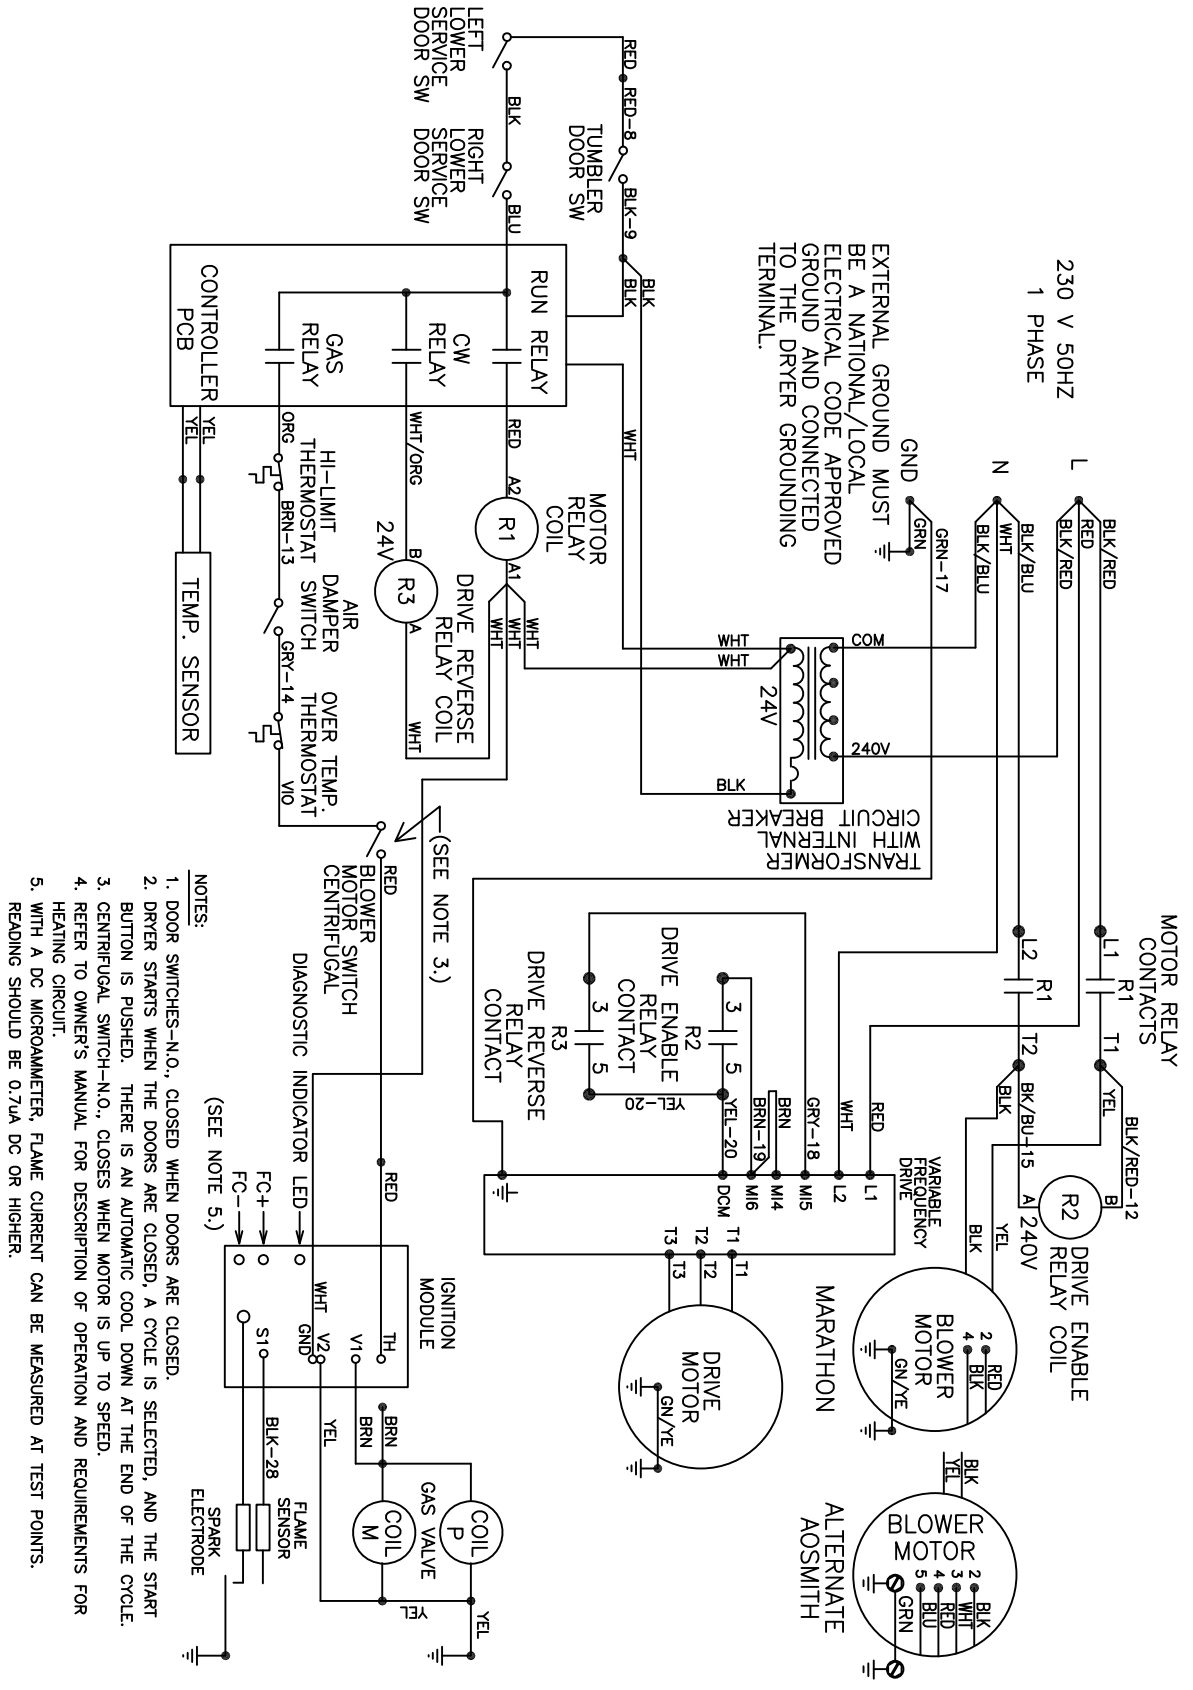 230 V 50HZ
1 PHASE
L
N
GND
EXTERNAL GROUND MUST
BE A NATIONAL/LOCAL
ELECTRICAL CODE APPROVED
GROUND AND CONNECTED
TO THE DRYER GROUNDING
TERMINAL.
BLK/RED
RED
BLK/RED
BLK/BLU
WHT
BLK/BLU
GRN-17
GRN
MOTOR RELAY
CONTACTS
L1
R1
T1
L2
R1
T2
BLK/RED-12
YEL
BK/BU-15
BLK
B
R2
A
240V
DRIVE ENABLE
RELAY COIL
YEL
BLK
BLOWER
MOTOR
2
RED
4
BLK
GN/YE
MARATHON
BLK
YEL
BLOWER
MOTOR
2
BLK
3
WHT
4
RED
5
BLU
GRN
ALTERNATE
AOSMITH
COM
240V
24V
WHT
WHT
BLK
TRANSFORMER
WITH INTERNAL
CIRCUIT BREAKER
RED
WHT
GRY-18
BRN
BRN-19
YEL-20
YEL-20
3
5
R2
DRIVE ENABLE
RELAY
CONTACT
3
5
R3
DRIVE REVERSE
RELAY
CONTACT
VARIABLE
FREQUENCY
DRIVE
L1
L2
MI5
MI4
MI6
DCM
T1
T2
T3
T1
T2
T3
DRIVE
MOTOR
GN/YE
RED
RED-8
TUMBLER
DOOR SW
BLK-9
BLK
BLK
LEFT
LOWER
SERVICE
DOOR SW
BLK
RIGHT
LOWER
SERVICE
DOOR SW
BLU
RUN RELAY
CW
RELAY
GAS
RELAY
CONTROLLER
PCB
WHT
RED
A2
R1
A1
MOTOR
RELAY
COIL
WHT
WHT
WHT
WHT/ORG
B
R3
A
24V
DRIVE REVERSE
RELAY COIL
WHT
ORG
HI-LIMIT
THERMOSTAT
BRN-13
AIR
DAMPER
SWITCH
GRY-14
OVER TEMP.
THERMOSTAT
VIO
YEL
YEL
TEMP. SENSOR
(SEE NOTE 3.)
RED
BLOWER
MOTOR SWITCH
CENTRIFUGAL
RED
DIAGNOSTIC INDICATOR LED
FC+
FC-
(SEE NOTE 5.)
IGNITION
MODULE
TH
V1
V2
GND
WHT
S1
BRN
BRN
YEL
COIL
P
GAS VALVE
COIL
M
YEL
YEL
BLK-28
FLAME
SENSOR
SPARK
ELECTRODE
NOTES:
1. DOOR SWITCHES-N.O., CLOSED WHEN DOORS ARE CLOSED.
2. DRYER STARTS WHEN THE DOORS ARE CLOSED, A CYCLE IS SELECTED, AND THE START
BUTTON IS PUSHED. THERE IS AN AUTOMATIC COOL DOWN AT THE END OF THE CYCLE.
3. CENTRIFUGAL SWITCH-N.O., CLOSES WHEN MOTOR IS UP TO SPEED.
4. REFER TO OWNER'S MANUAL FOR DESCRIPTION OF OPERATION AND REQUIREMENTS FOR
HEATING CIRCUIT.
5. WITH A DC MICROAMMETER, FLAME CURRENT CAN BE MEASURED AT TEST POINTS.
READING SHOULD BE 0.7uA DC OR HIGHER.